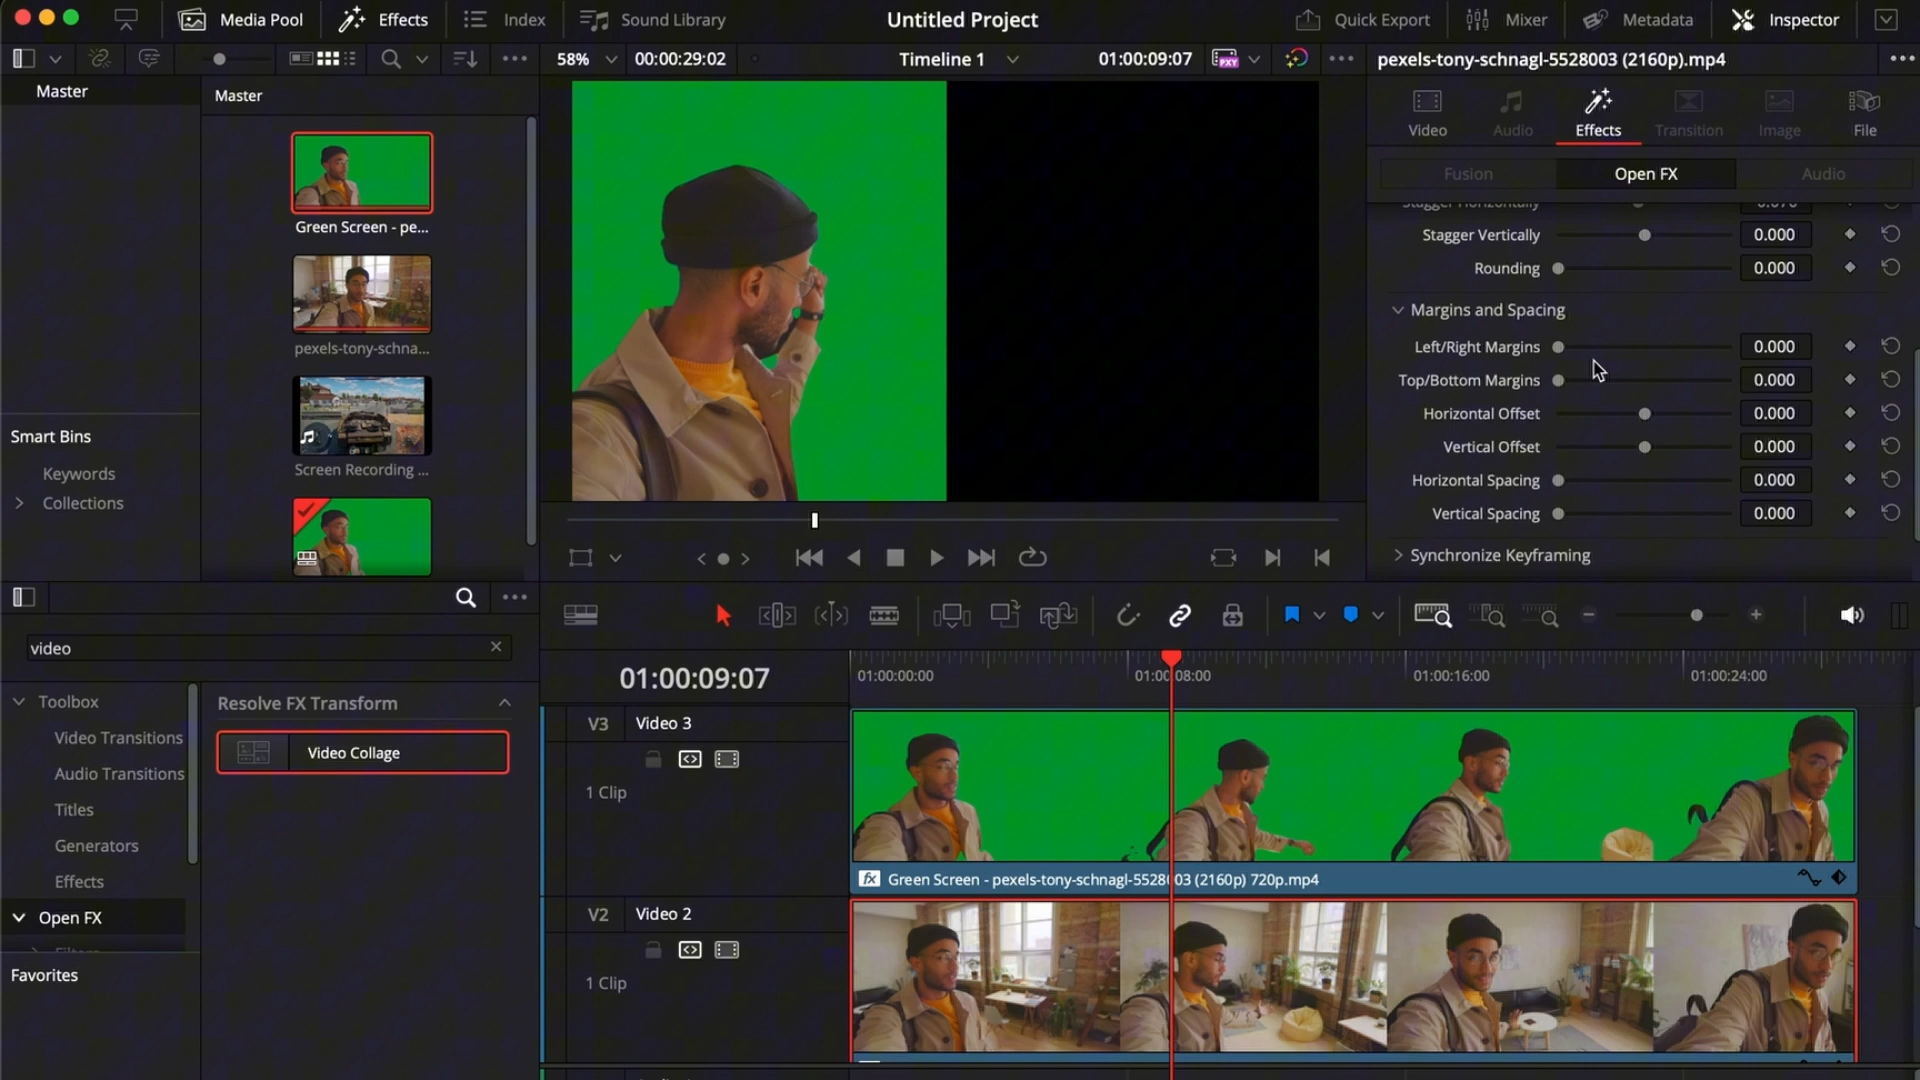 Media Pool
Effects
Index
Sound Library
Untitled Project
Quick Export
Mixer
Metadata
Inspector
58%
00:00:29:02
Timeline 1
01:00:09:07
PXY
pexels-tony-schnagl-5528003 (2160p).mp4
Master
Master
Green Screen - pe...
pexels-tony-schna...
Screen Recording ...
Smart Bins
Keywords
Collections
Video
Audio
Effects
Transition
Image
File
Fusion
Open FX
Audio
Stagger Horizontally
Stagger Vertically 0.000
Rounding 0.000
Margins and Spacing
Left/Right Margins 0.000
Top/Bottom Margins 0.000
Horizontal Offset 0.000
Vertical Offset 0.000
Horizontal Spacing 0.000
Vertical Spacing 0.000
Synchronize Keyframing
video
Toolbox
Video Transitions
Audio Transitions
Titles
Generators
Effects
Open FX
Favorites
Resolve FX Transform
Video Collage
01:00:09:07
01:00:00:00
01:00:08:00
01:00:16:00
01:00:24:00
V3 Video 3
1 Clip
fx Green Screen - pexels-tony-schnagl-5528003 (2160p) 720p.mp4
V2 Video 2
1 Clip